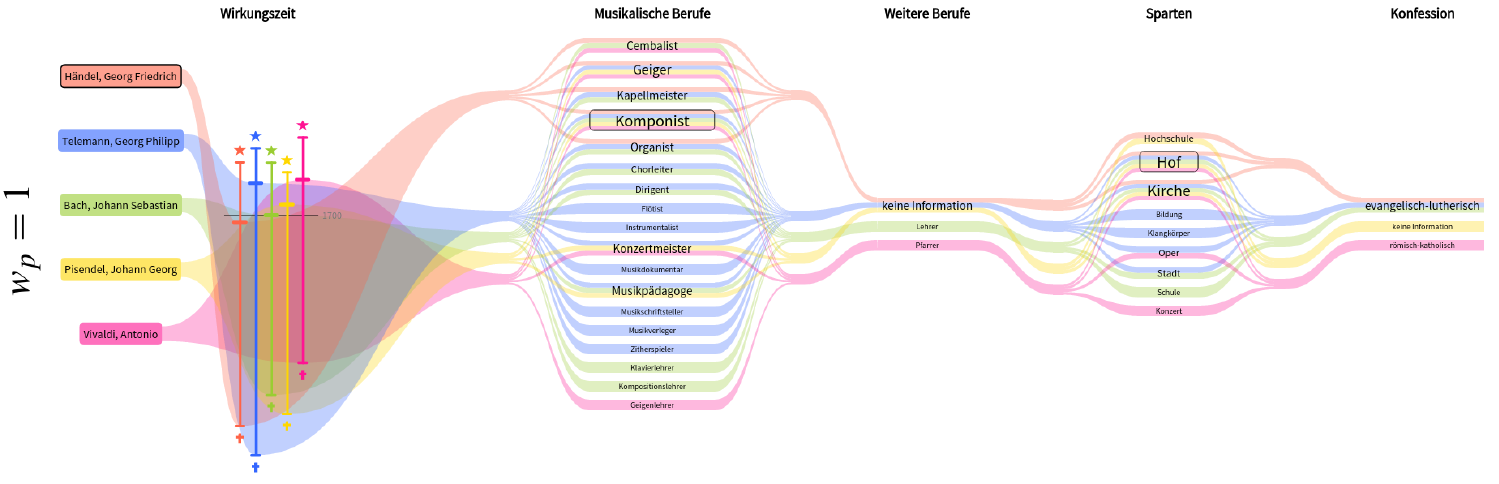 Wirkungszeit
Musikalische Berufe
Weitere Berufe
Sparten
Konfession
w_p = 1
Händel, Georg Friedrich
Telemann, Georg Philipp
Bach, Johann Sebastian
Pisendel, Johann Georg
Vivaldi, Antonio
1700
Cembalist
Geiger
Kapellmeister
Komponist
Organist
Chorleiter
Dirigent
Flötist
Instrumentalist
Konzertmeister
Musikdokumentar
Musikpädagoge
Musikschriftsteller
Musikverleger
Zitherspieler
Klavierlehrer
Kompositionslehrer
Geigenlehrer
keine Information
Lehrer
Pfarrer
Hochschule
Hof
Kirche
Bildung
Klangkörper
Oper
Stadt
Schule
Konzert
evangelisch-lutherisch
keine Information
römisch-katholisch